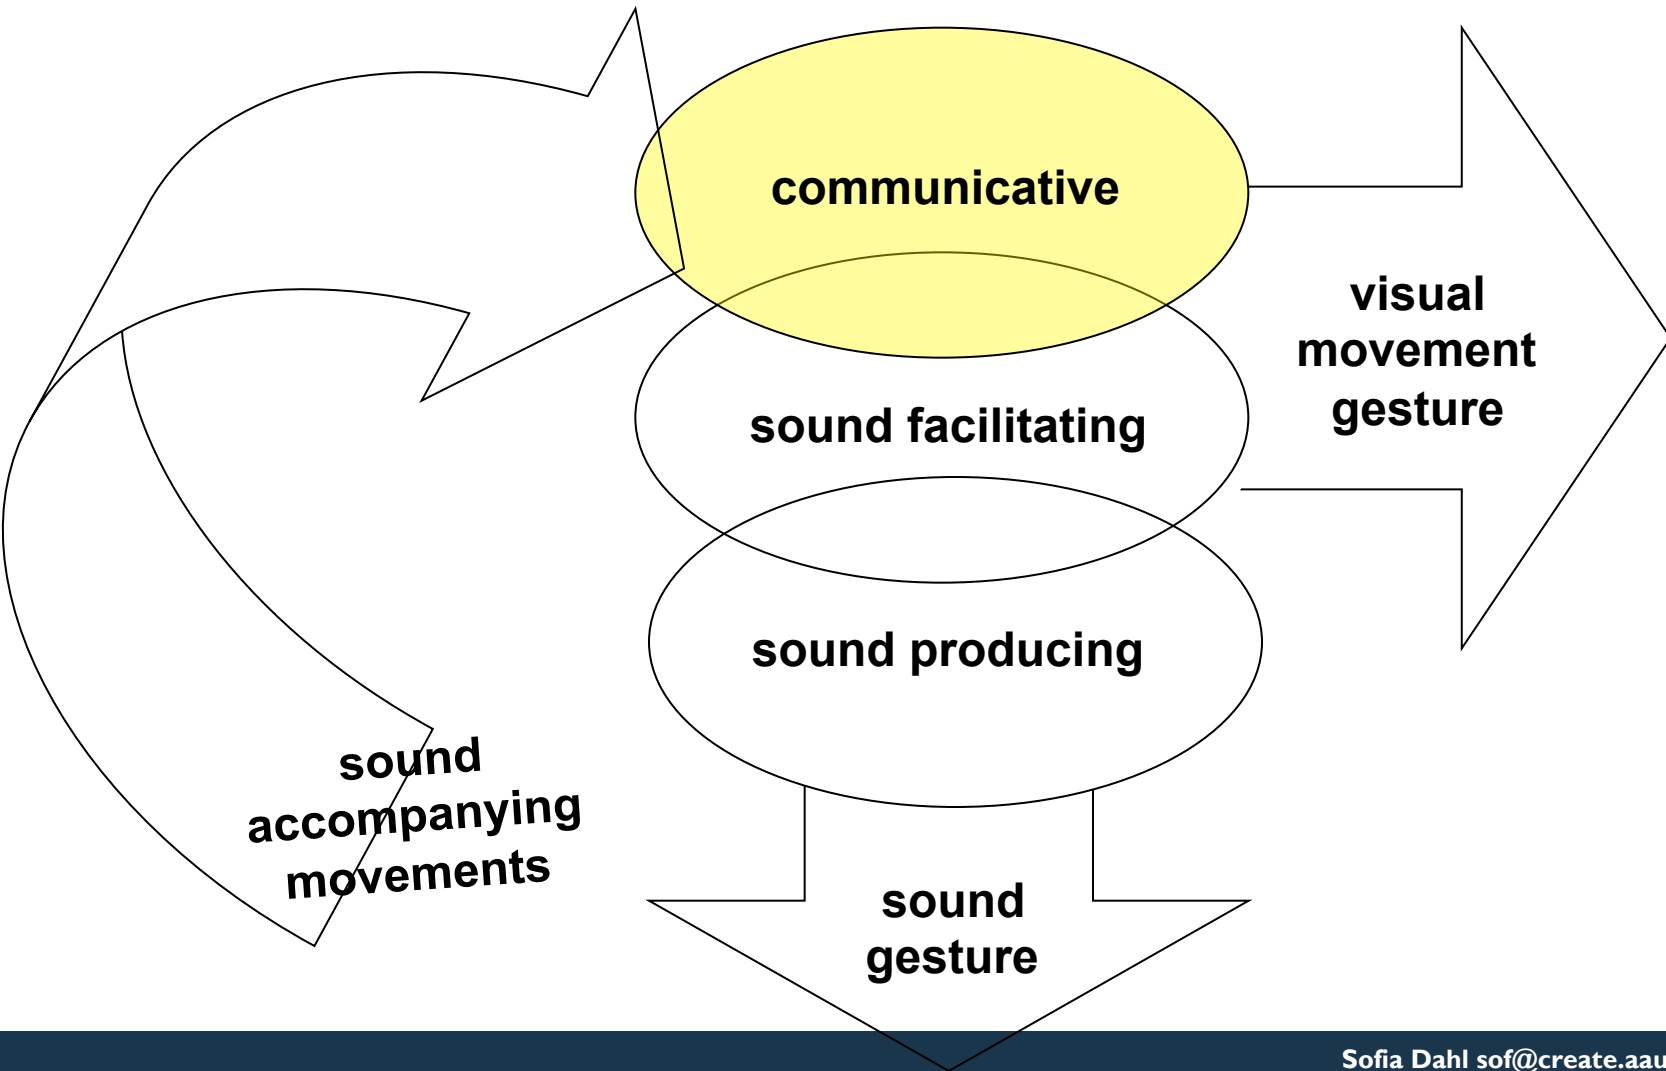 communicative
visual
movement
gesture
sound facilitating
sound producing
sound
accompanying
movements
sound
gesture
Sofia Dahl sof@create.aau